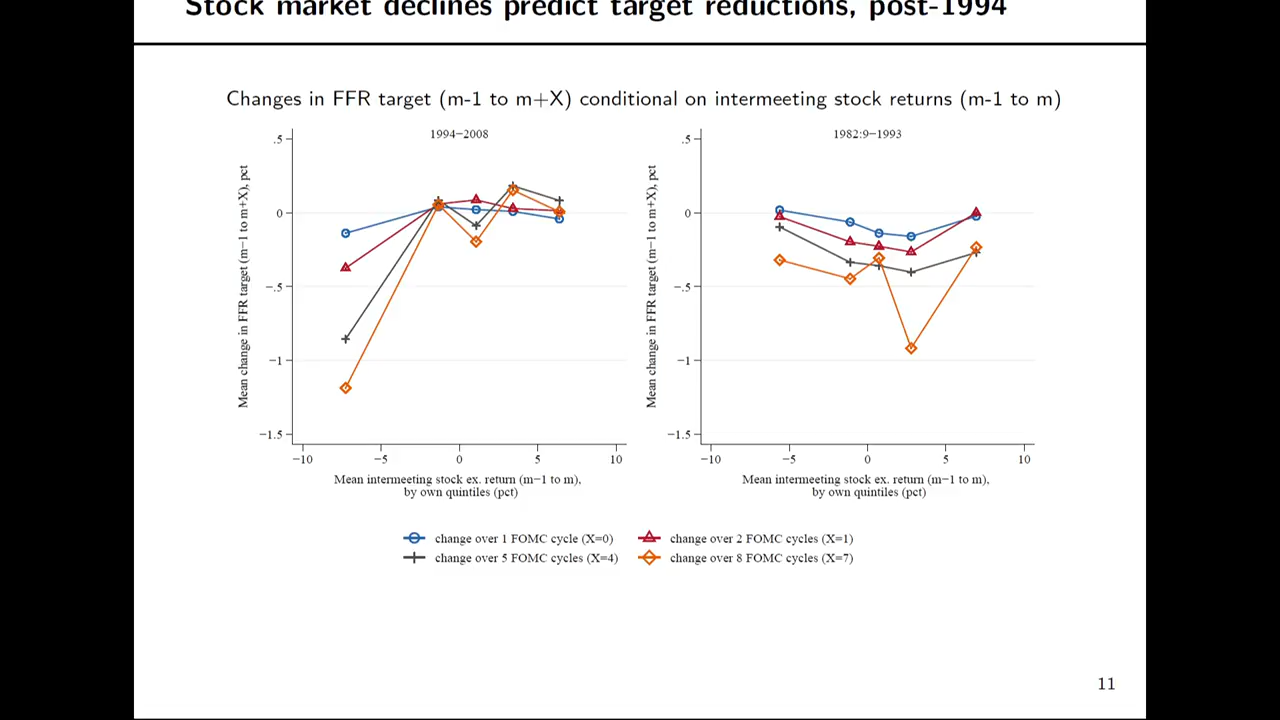 Stock market declines predict target reductions, post-1994
Changes in FFR target (m-1 to m+X) conditional on intermeeting stock returns (m-1 to m)
1994−2008
Mean change in FFR target (m−1 to m+X), pct
.5
0
−.5
−1
−1.5
−10
−5
0
5
10
Mean intermeeting stock ex. return (m−1 to m),
by own quintiles (pct)
1982:9−1993
Mean change in FFR target (m−1 to m+X), pct
.5
0
−.5
−1
−1.5
−10
−5
0
5
10
Mean intermeeting stock ex. return (m−1 to m),
by own quintiles (pct)
change over 1 FOMC cycle (X=0)
change over 2 FOMC cycles (X=1)
change over 5 FOMC cycles (X=4)
change over 8 FOMC cycles (X=7)
11